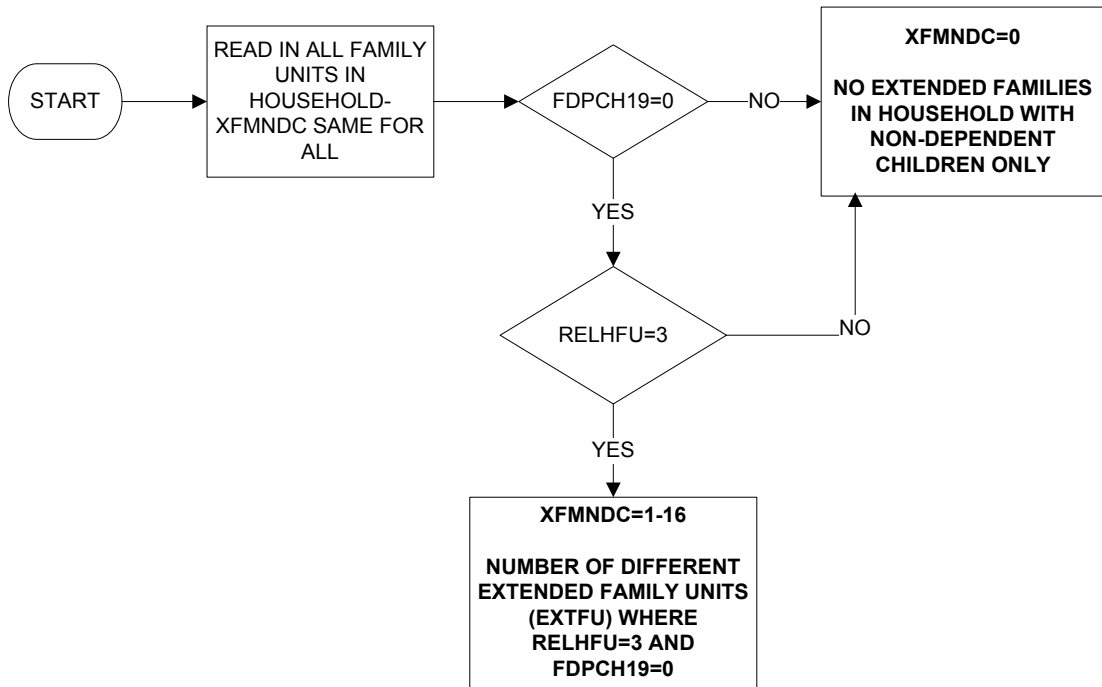 START
READ IN ALL FAMILY
UNITS IN
HOUSEHOLD-
XFMNDC SAME FOR
ALL
FDPCH19=0
NO
XFMNDC=0
NO EXTENDED FAMILIES
IN HOUSEHOLD WITH
NON-DEPENDENT
CHILDREN ONLY
YES
RELHFU=3
NO
YES
XFMNDC=1-16
NUMBER OF DIFFERENT
EXTENDED FAMILY UNITS
(EXTFU) WHERE
RELHFU=3 AND
FDPCH19=0